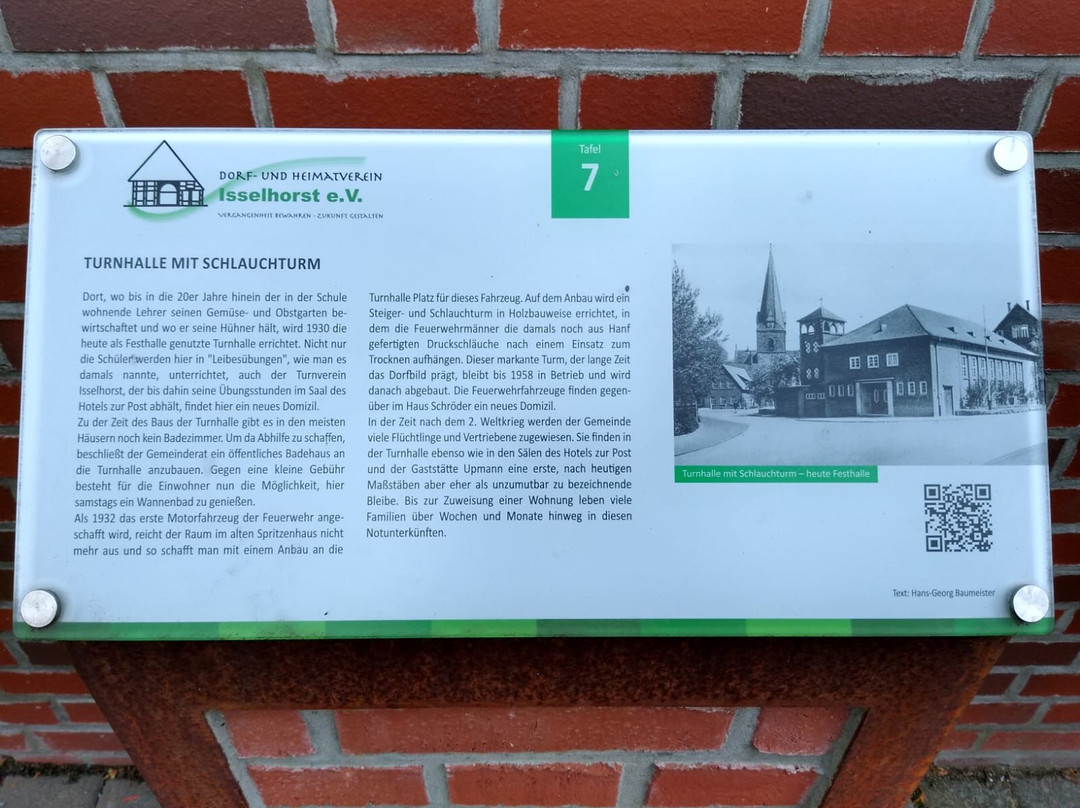 DORF- UND HEIMATVEREIN
Isselhorst e.V.
VERGANGENHEIT BEWAHREN - ZUKUNFT GESTALTEN
Tafel
7
TURNHALLE MIT SCHLAUCHTURM
Dort, wo bis in die 20er Jahre hinein der in der Schule
wohnende Lehrer seinen Gemüse- und Obstgarten be-
wirtschaftet und wo er seine Hühner hält, wird 1930 die
heute als Festhalle genutzte Turnhalle errichtet. Nicht nur
die Schüler werden hier in "Leibesübungen", wie man es
damals nannte, unterrichtet, auch der Turnverein
Isselhorst, der bis dahin seine Übungsstunden im Saal des
Hotels zur Post abhält, findet hier ein neues Domizil.
Zu der Zeit des Baus der Turnhalle gibt es in den meisten
Häusern noch kein Badezimmer. Um da Abhilfe zu schaffen,
beschließt der Gemeinderat ein öffentliches Badehaus an
die Turnhalle anzubauen. Gegen eine kleine Gebühr
besteht für die Einwohner nun die Möglichkeit, hier
samstags ein Wannenbad zu genießen.
Als 1932 das erste Motorfahrzeug der Feuerwehr ange-
schafft wird, reicht der Raum im alten Spritzenhaus nicht
mehr aus und so schafft man mit einem Anbau an die
Turnhalle Platz für dieses Fahrzeug. Auf dem Anbau wird ein
Steiger- und Schlauchturm in Holzbauweise errichtet, in
dem die Feuerwehrmänner die damals noch aus Hanf
gefertigten Druckschläuche nach einem Einsatz zum
Trocknen aufhängen. Dieser markante Turm, der lange Zeit
das Dorfbild prägt, bleibt bis 1958 in Betrieb und wird
danach abgebaut. Die Feuerwehrfahrzeuge finden gegen-
über im Haus Schröder ein neues Domizil.
In der Zeit nach dem 2. Weltkrieg werden der Gemeinde
viele Flüchtlinge und Vertriebene zugewiesen. Sie finden in
der Turnhalle ebenso wie in den Sälen des Hotels zur Post
und der Gaststätte Upmann eine erste, nach heutigen
Maßstäben aber eher als unzumutbar zu bezeichnende
Bleibe. Bis zur Zuweisung einer Wohnung leben viele
Familien über Wochen und Monate hinweg in diesen
Notunterkünften.
Turnhalle mit Schlauchturm – heute Festhalle
Text: Hans-Georg Baumeister